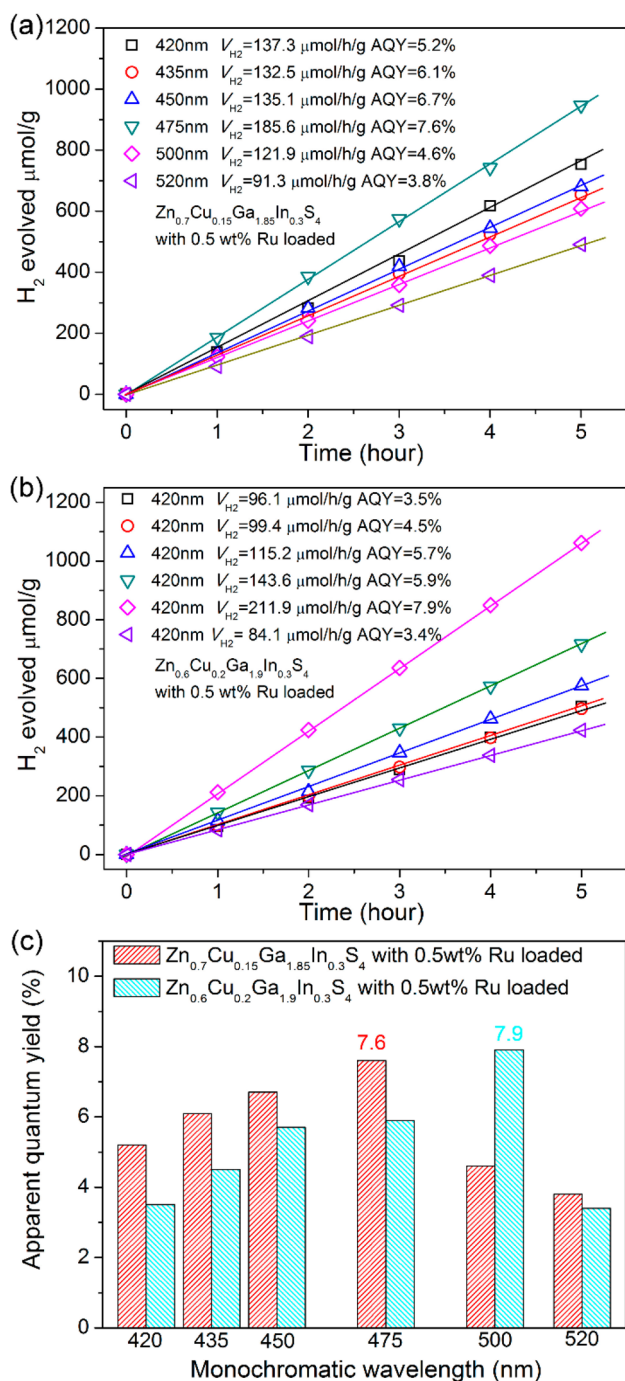 (a)
1200
1000
800
600
400
200
0
H2 evolved μmol/g
420nm VH2=137.3 μmol/h/g AQY=5.2%
435nm VH2=132.5 μmol/h/g AQY=6.1%
450nm VH2=135.1 μmol/h/g AQY=6.7%
475nm VH2=185.6 μmol/h/g AQY=7.6%
500nm VH2=121.9 μmol/h/g AQY=4.6%
520nm VH2=91.3 μmol/h/g AQY=3.8%
Zn0.7Cu0.15Ga1.85In0.3S4
with 0.5 wt% Ru loaded
0 1 2 3 4 5
Time (hour)
(b)
1200
1000
800
600
400
200
0
H2 evolved μmol/g
420nm VH2=96.1 μmol/h/g AQY=3.5%
420nm VH2=99.4 μmol/h/g AQY=4.5%
420nm VH2=115.2 μmol/h/g AQY=5.7%
420nm VH2=143.6 μmol/h/g AQY=5.9%
420nm VH2=211.9 μmol/h/g AQY=7.9%
420nm VH2= 84.1 μmol/h/g AQY=3.4%
Zn0.6Cu0.2Ga1.9In0.3S4
with 0.5 wt% Ru loaded
0 1 2 3 4 5
Time (hour)
(c)
10
8
6
4
2
0
Apparent quantum yield (%)
Zn0.7Cu0.15Ga1.85In0.3S4 with 0.5wt% Ru loaded
Zn0.6Cu0.2Ga1.9In0.3S4 with 0.5wt% Ru loaded
7.6 7.9
420 435 450 475 500 520
Monochromatic wavelength (nm)